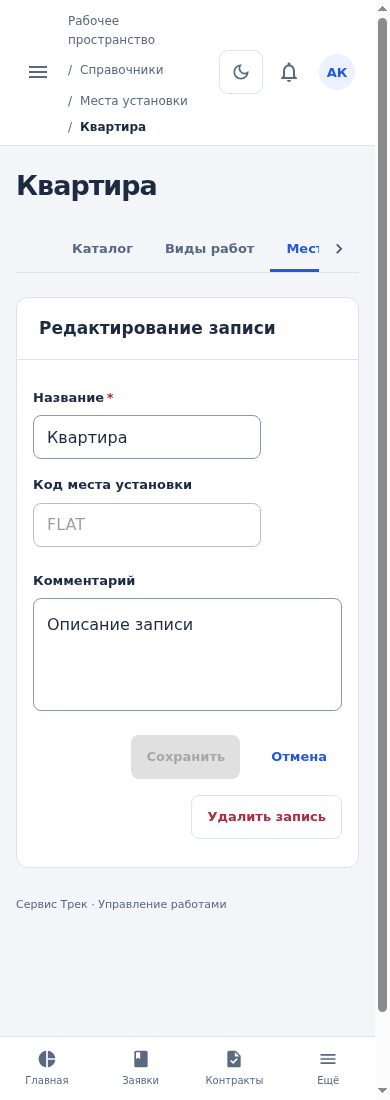 Рабочее
пространство
/ Справочники
/ Места установки
/ Квартира
АК
Квартира
Каталог Виды работ Мест
Редактирование записи
Название *
Квартира
Код места установки
FLAT
Комментарий
Описание записи
Сохранить Отмена
Удалить запись
Сервис Трек · Управление работами
Главная Заявки Контракты Ещё